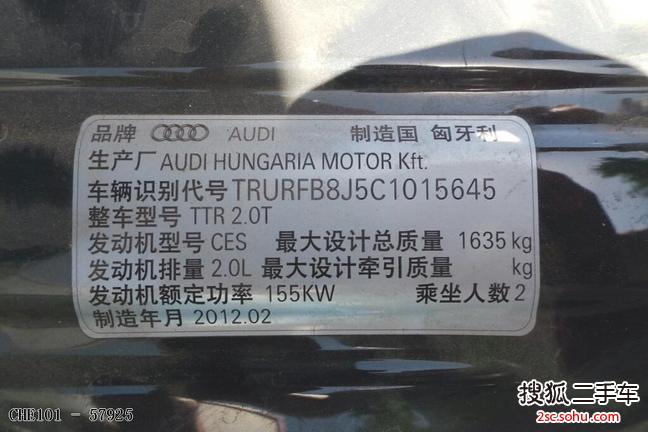 品牌 AUDI 制造国 匈牙利
生产厂 AUDI HUNGARIA MOTOR Kft.
车辆识别代号 TRURFB8J5C1015645
整车型号 TTR 2.0T
发动机型号 CES 最大设计总质量 1635 kg
发动机排量 2.0L 最大设计牵引质量 kg
发动机额定功率 155KW 乘坐人数 2
制造年月 2012.02
CHE101 - 57925
搜狐二手车
2sc.sohu.com